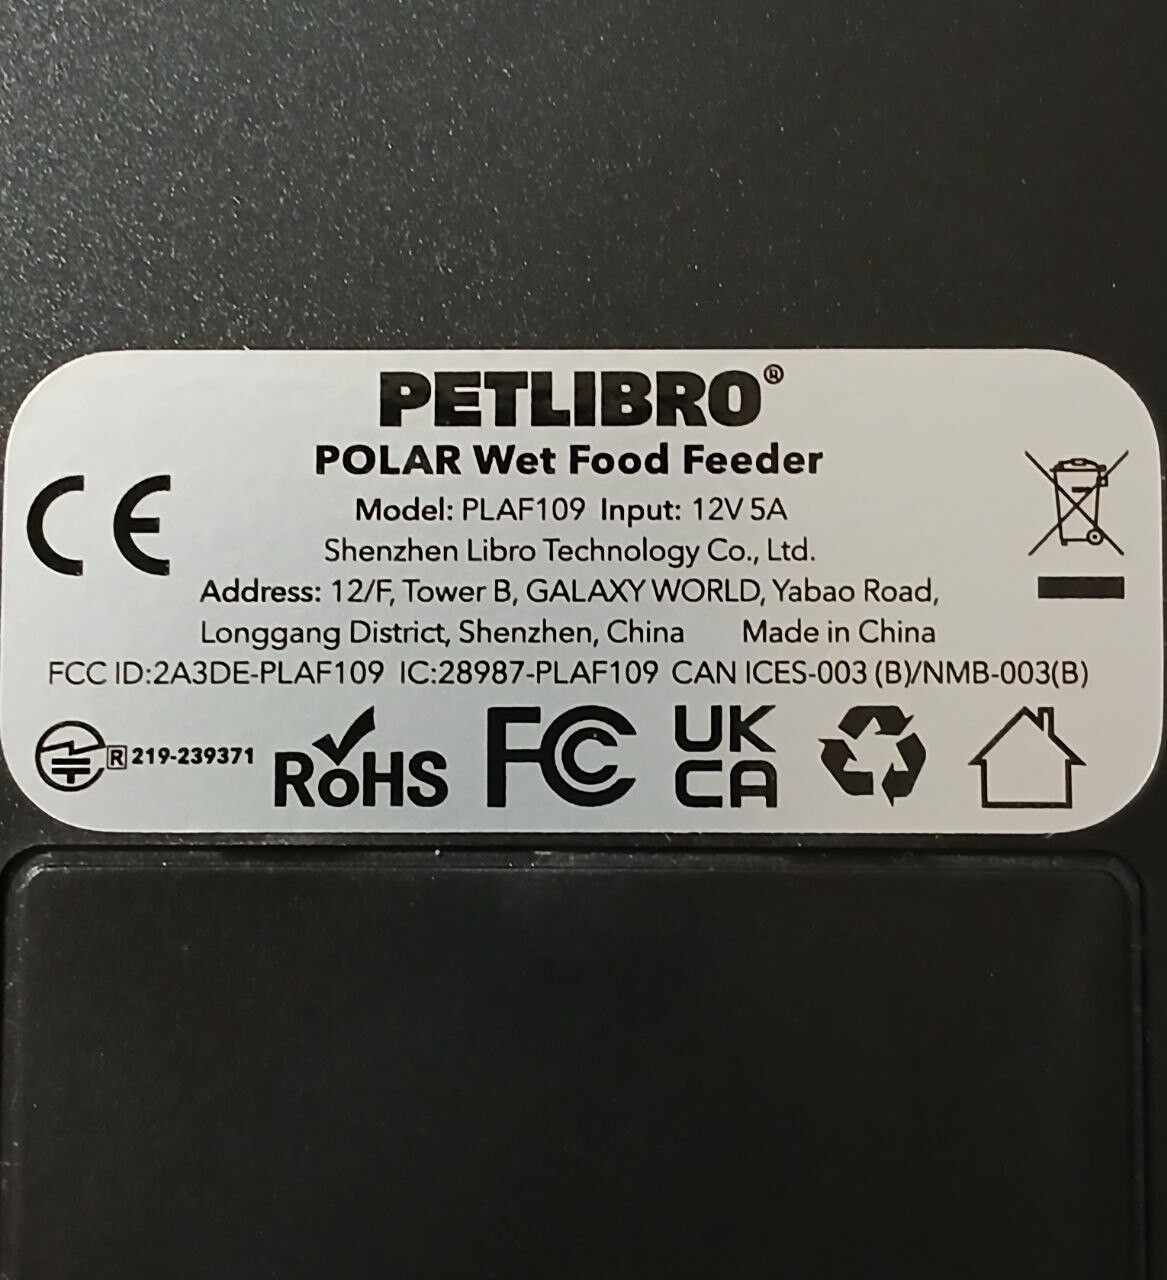 PETLIBRO®
POLAR Wet Food Feeder
Model: PLAF109 Input: 12V 5A
Shenzhen Libro Technology Co., Ltd.
Address: 12/F, Tower B, GALAXY WORLD, Yabao Road,
Longgang District, Shenzhen, China Made in China
FCC ID:2A3DE-PLAF109 IC:28987-PLAF109 CAN ICES-003 (B)/NMB-003(B)
CE
R 219-239371 RoHS FC UK CA